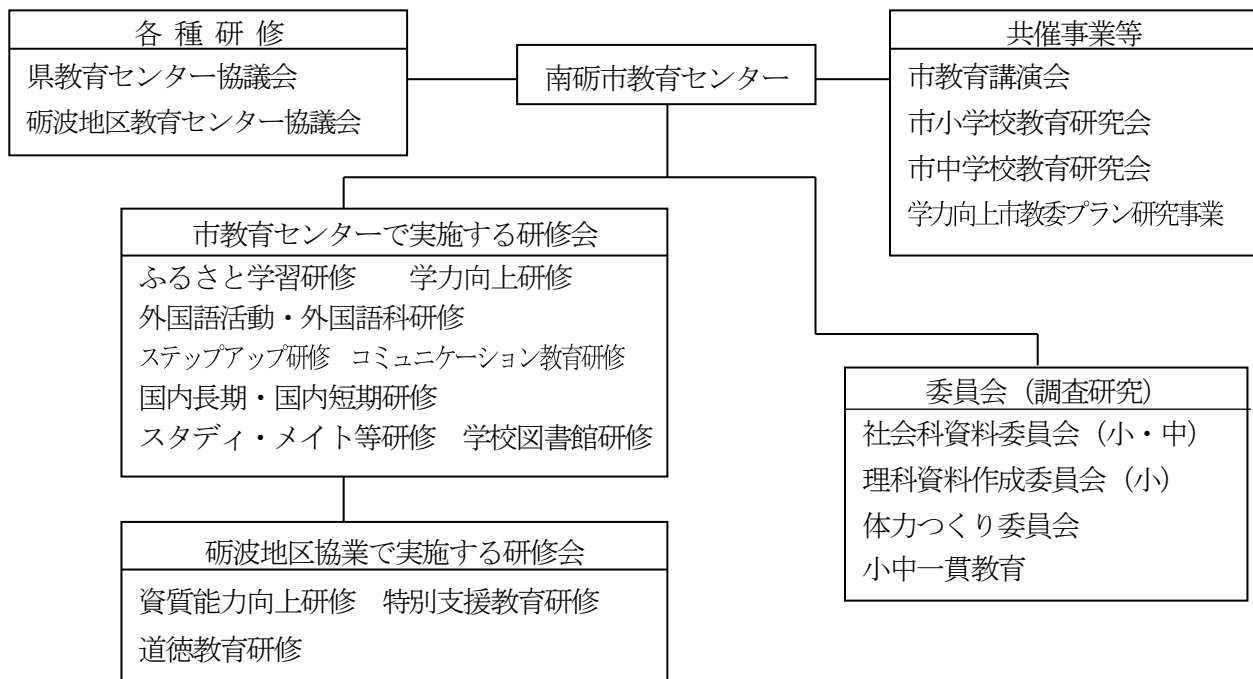 各種研修
県教育センター協議会
砺波地区教育センター協議会
南砺市教育センター
共催事業等
市教育講演会
市小学校教育研究会
市中学校教育研究会
学力向上市教委プラン研究事業
市教育センターで実施する研修会
ふるさと学習研修　学力向上研修
外国語活動・外国語科研修
ステップアップ研修　コミュニケーション教育研修
国内長期・国内短期研修
スタディ・メイト等研修　学校図書館研修
砺波地区協業で実施する研修会
資質能力向上研修　特別支援教育研修
道徳教育研修
委員会（調査研究）
社会科資料委員会（小・中）
理科資料作成委員会（小）
体力つくり委員会
小中一貫教育